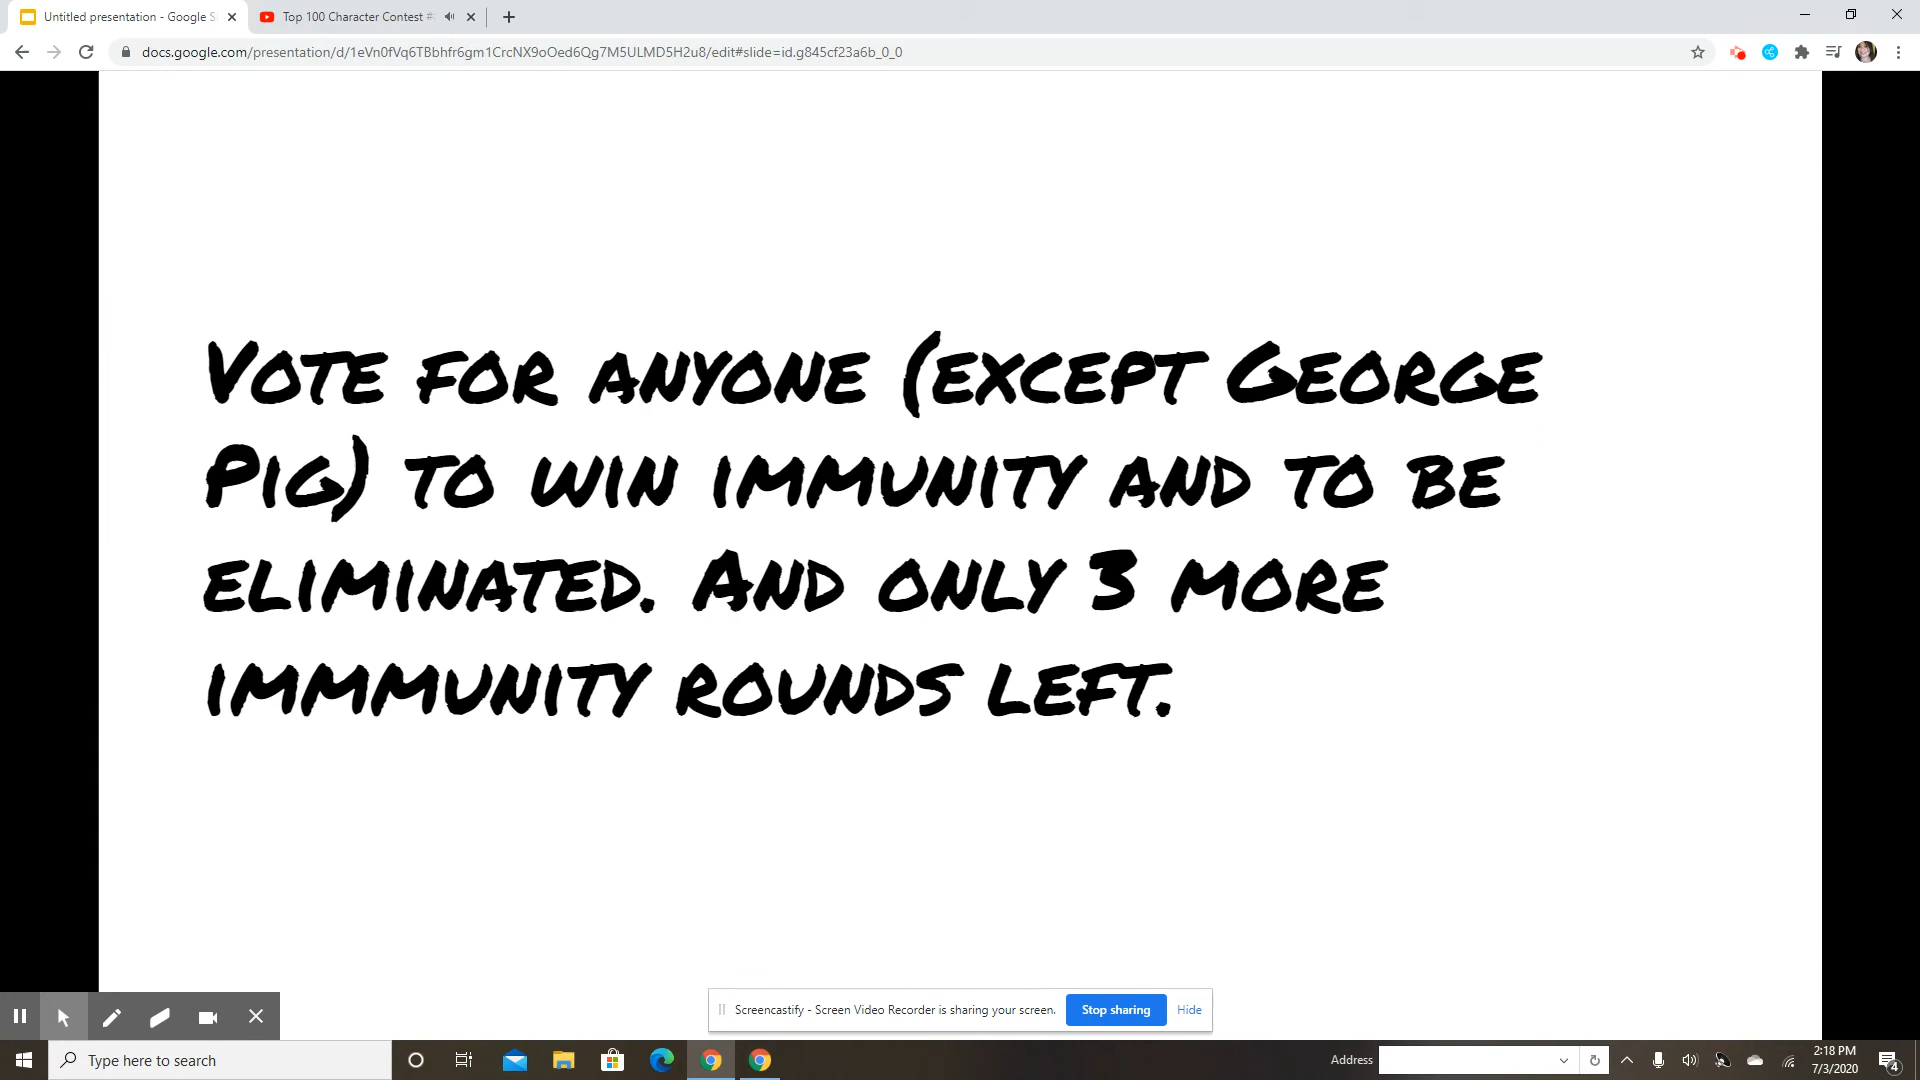 Untitled presentation - Google S
Top 100 Character Contest #
docs.google.com/presentation/d/1eVn0fVq6TBbhfr6gm1CrcNX9oOed6Qg7M5ULMD5H2u8/edit#slide=id.g845cf23a6b_0_0
Vote for anyone (except George
Pig) to win immunity and to be
eliminated. And only 3 more
immmunity rounds left.
Screencastify - Screen Video Recorder is sharing your screen.
Stop sharing
Hide
Type here to search
Address
2:18 PM
7/3/2020
4